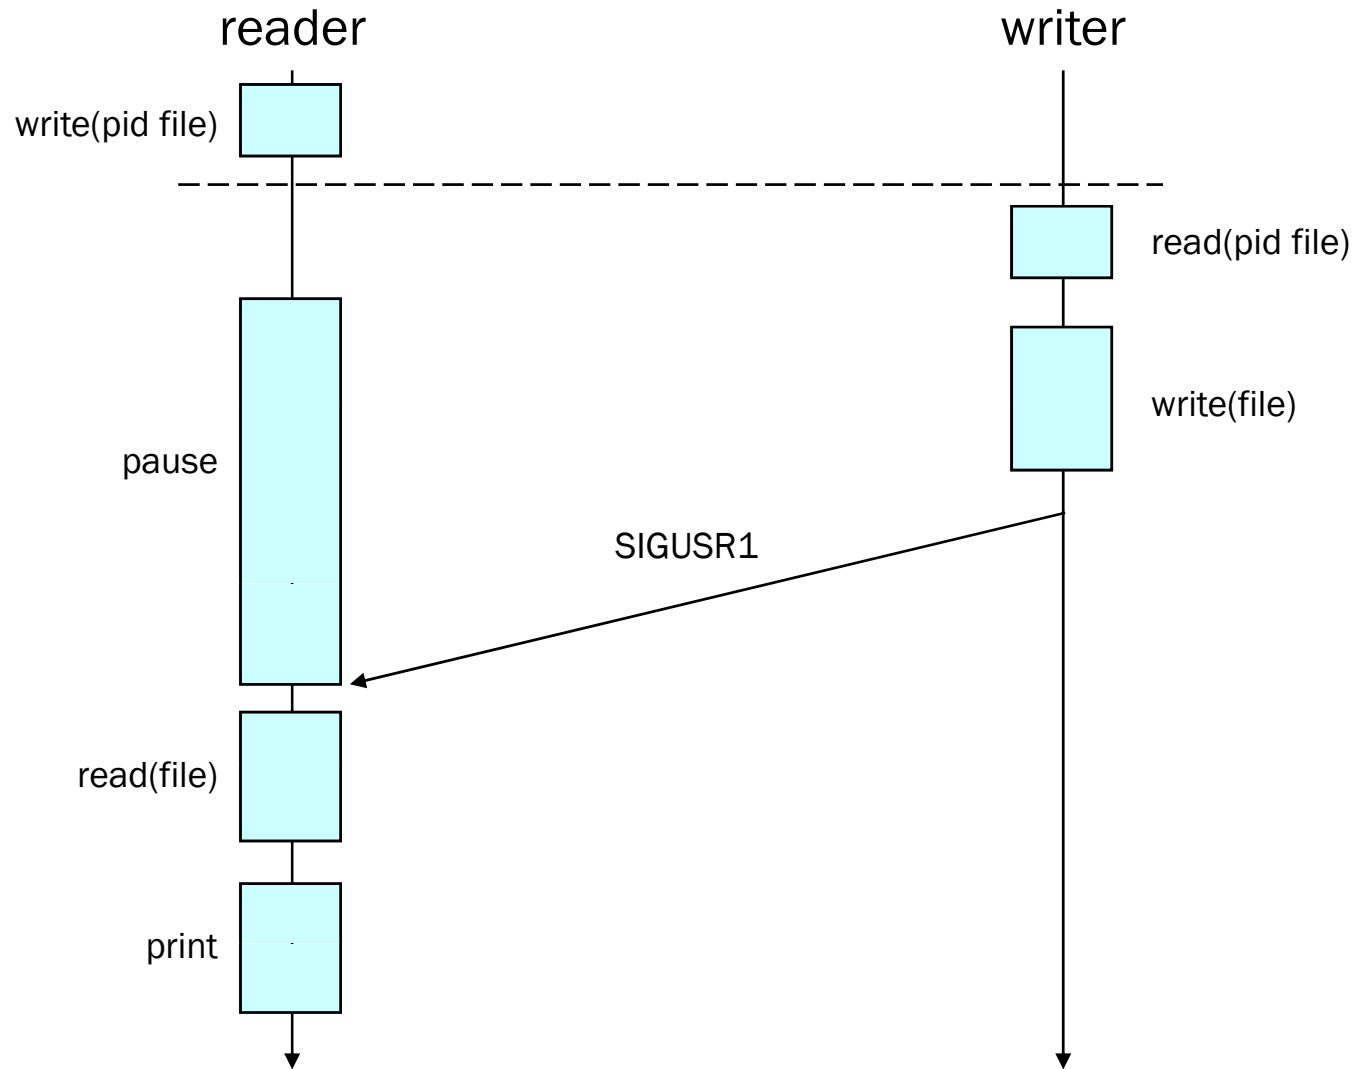 reader
writer
write(pid file)
read(pid file)
write(file)
pause
SIGUSR1
read(file)
print